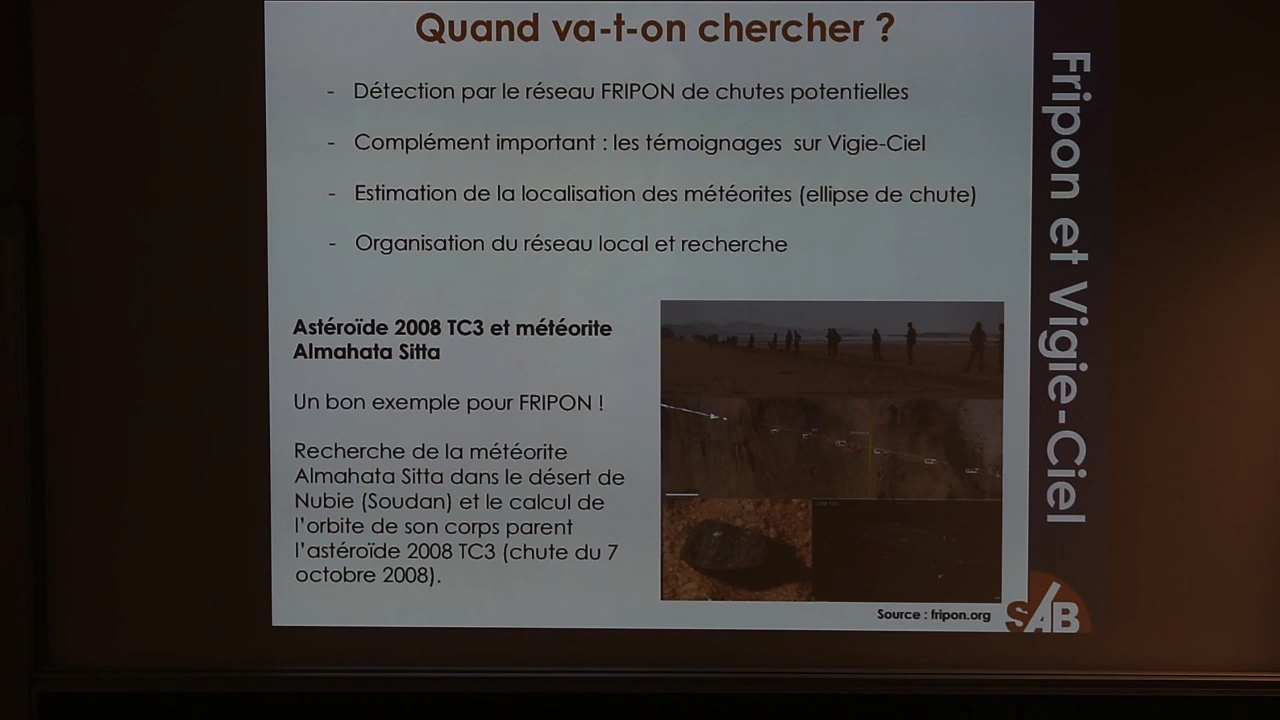 Quand va-t-on chercher ?
- Détection par le réseau FRIPON de chutes potentielles
- Complément important : les témoignages sur Vigie-Ciel
- Estimation de la localisation des météorites (ellipse de chute)
- Organisation du réseau local et recherche
Astéroïde 2008 TC3 et météorite
Almahata Sitta
Un bon exemple pour FRIPON !
Recherche de la météorite
Almahata Sitta dans le désert de
Nubie (Soudan) et le calcul de
l'orbite de son corps parent
l'astéroïde 2008 TC3 (chute du 7
octobre 2008).
Source : fripon.org
SAB
Fripon et Vigie-Ciel